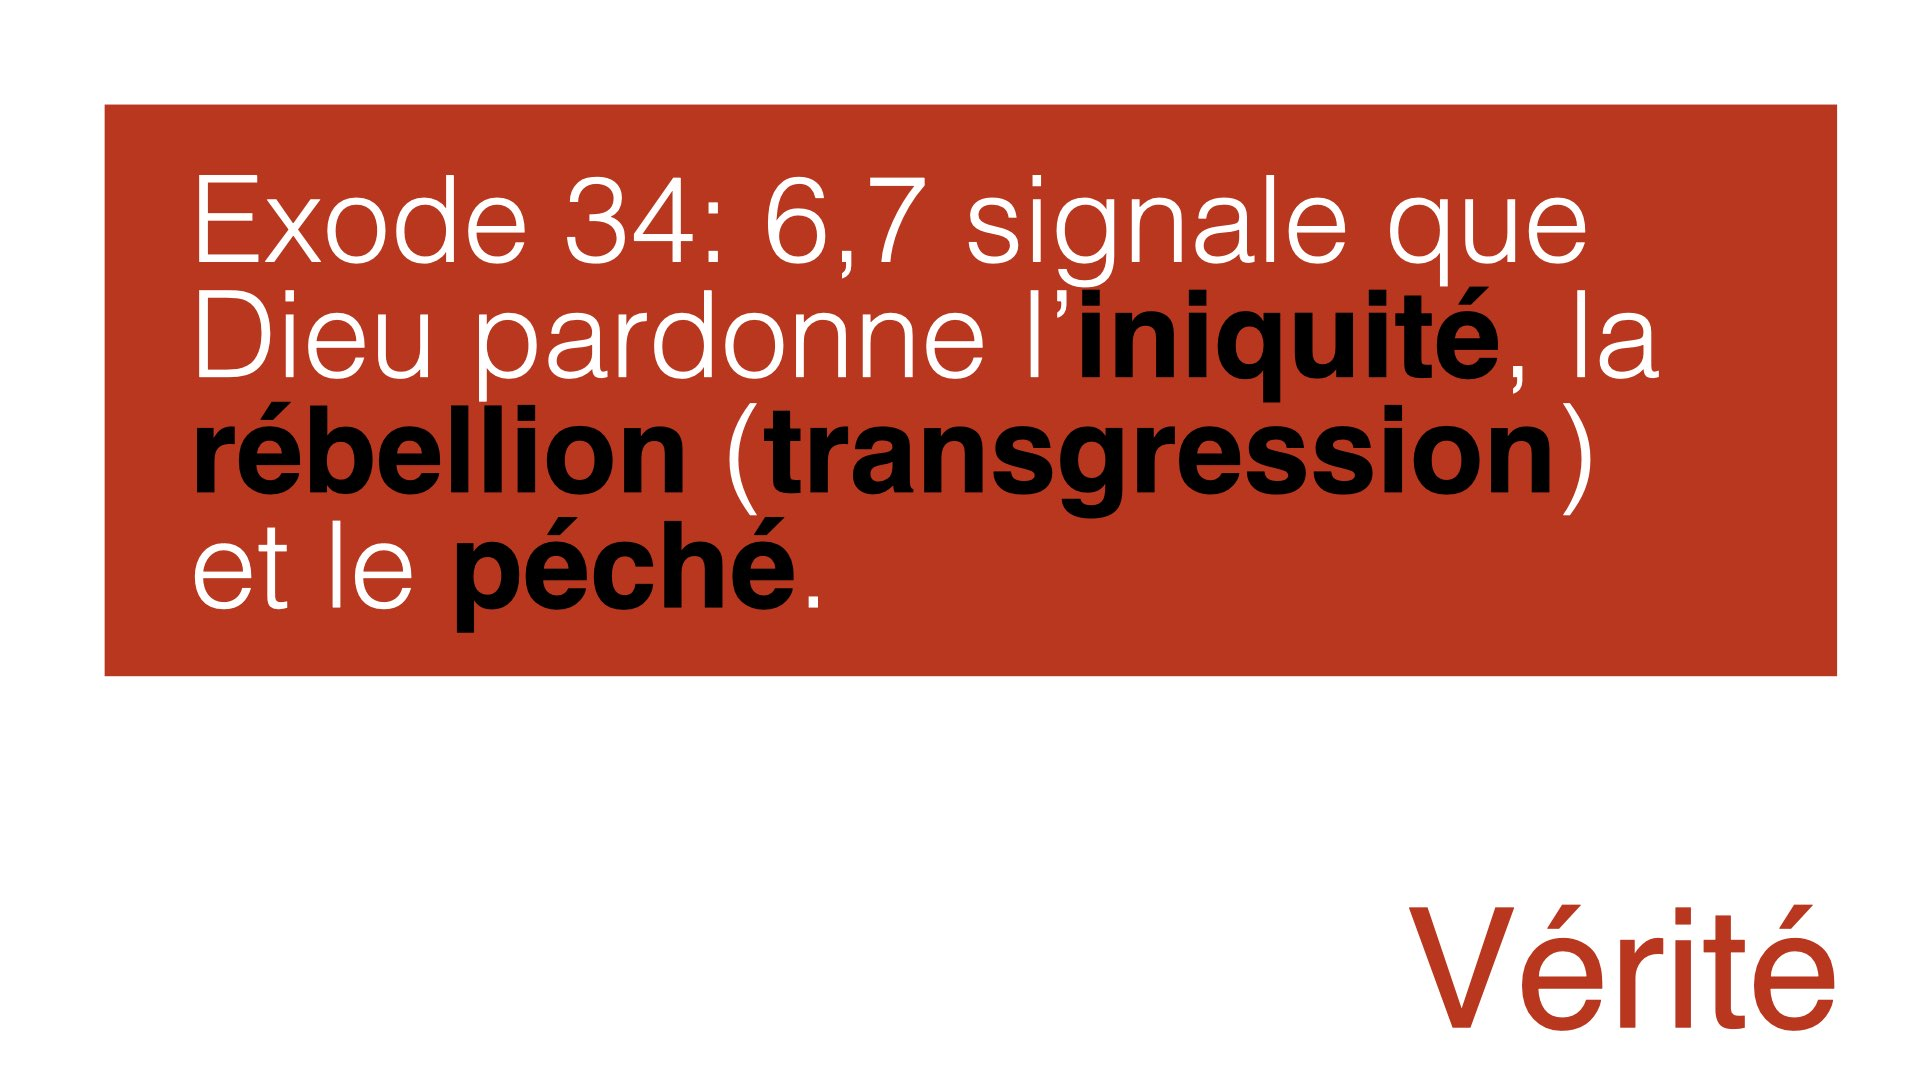 Exode 34: 6,7 signale que
Dieu pardonne l’iniquité, la
rébellion (transgression)
et le péché.
Vérité